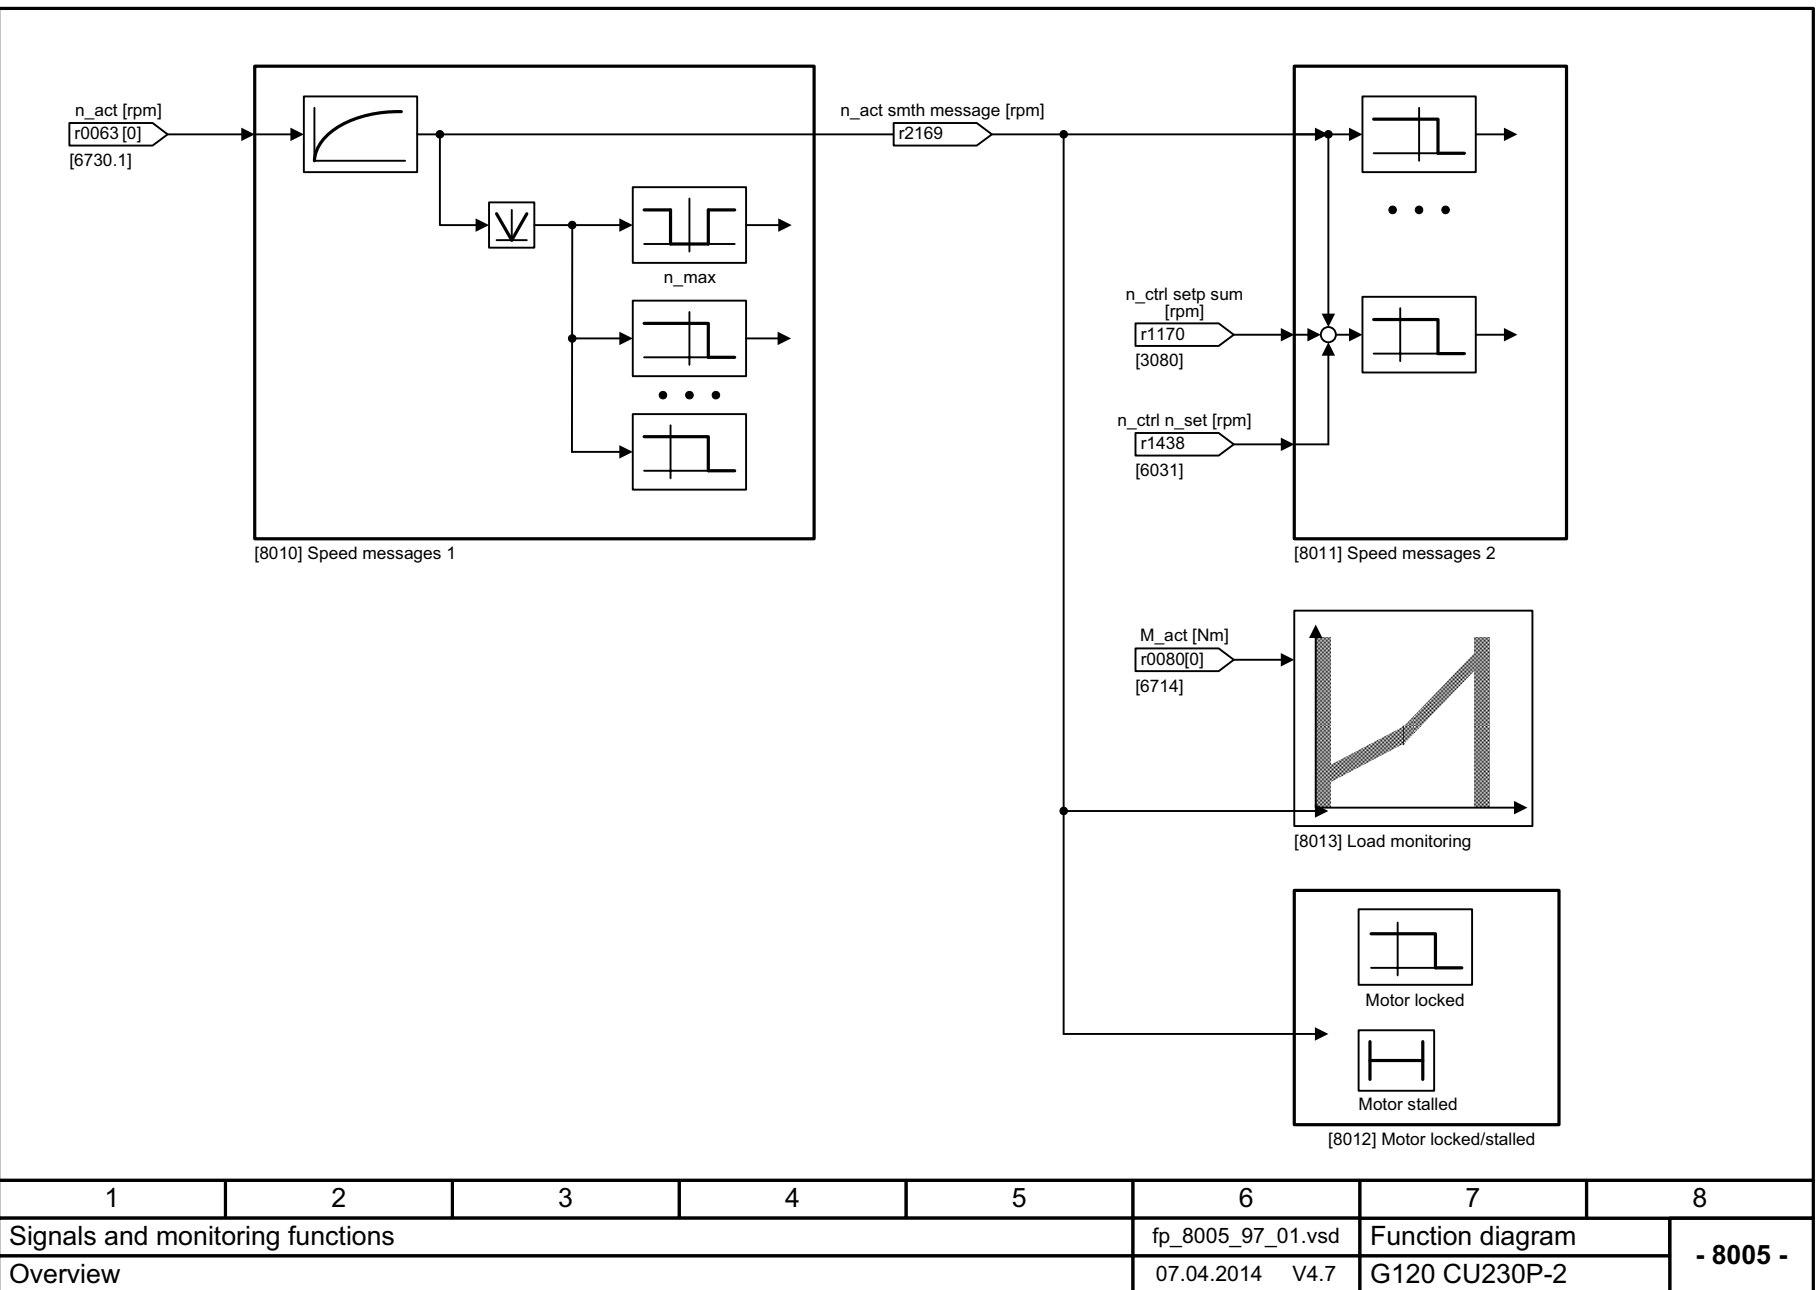 n_act [rpm]
r0063 [0]
[6730.1]
n_max
[8010] Speed messages 1
n_act smth message [rpm]
r2169
n_ctrl setp sum
[rpm]
r1170
[3080]
n_ctrl n_set [rpm]
r1438
[6031]
[8011] Speed messages 2
M_act [Nm]
r0080[0]
[6714]
[8013] Load monitoring
Motor locked
Motor stalled
[8012] Motor locked/stalled
1 2 3 4 5 6 7 8
Signals and monitoring functions fp_8005_97_01.vsd Function diagram - 8005 -
Overview 07.04.2014 V4.7 G120 CU230P-2